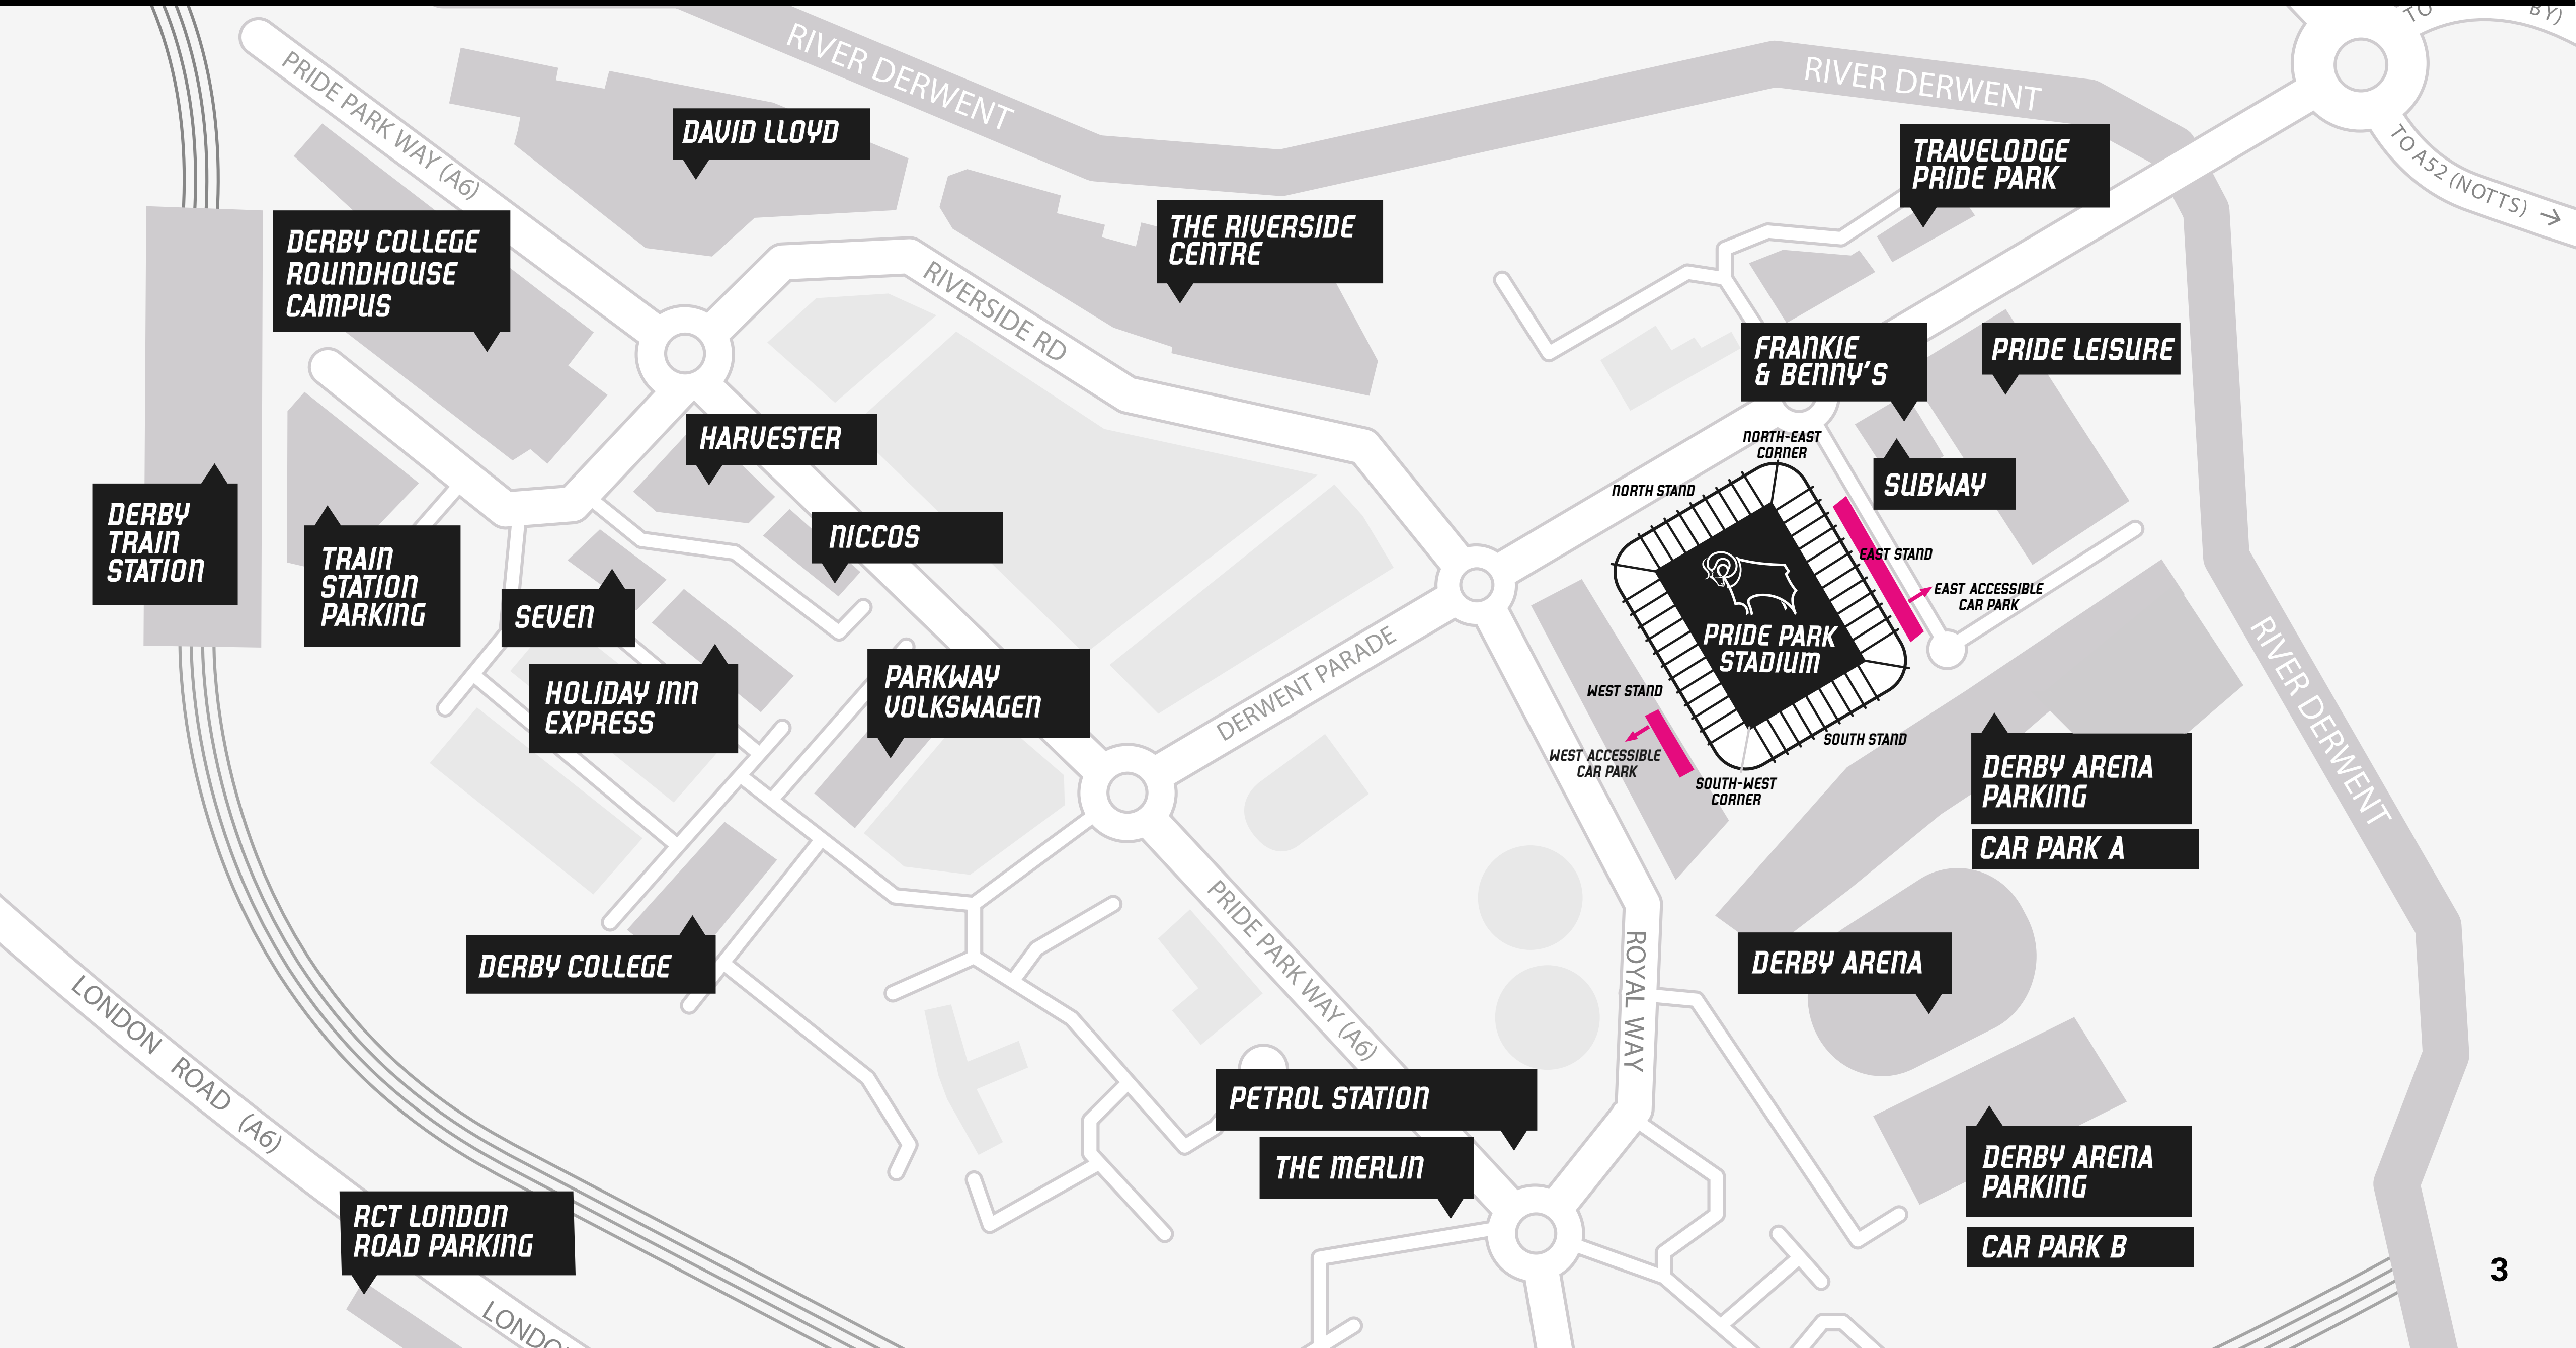 RIVER DERWENT
RIVER DERWENT
TO
BY)
PRIDE PARK WAY (A6)
DAVID LLOYD
TRAVELODGE
PRIDE PARK
TO A52 (NOTTS) →
THE RIVERSIDE
CENTRE
DERBY COLLEGE
ROUNDHOUSE
CAMPUS
RIVERSIDE RD
FRANKIE
& BENNY'S
PRIDE LEISURE
HARVESTER
NORTH-EAST
CORNER
NORTH STAND
SUBWAY
DERBY
TRAIN
STATION
TRAIN
STATION
PARKING
NICCOS
EAST STAND
EAST ACCESSIBLE
CAR PARK
SEVEN
PRIDE PARK
STADIUM
HOLIDAY INN
EXPRESS
PARKWAY
VOLKSWAGEN
DERWENT PARADE
WEST STAND
WEST ACCESSIBLE
CAR PARK
SOUTH STAND
SOUTH-WEST
CORNER
RIVER DERWENT
DERBY ARENA
PARKING
CAR PARK A
PRIDE PARK WAY (A6)
ROYAL WAY
DERBY COLLEGE
DERBY ARENA
LONDON ROAD (A6)
PETROL STATION
THE MERLIN
DERBY ARENA
PARKING
CAR PARK B
RCT LONDON
ROAD PARKING
LONDO
3